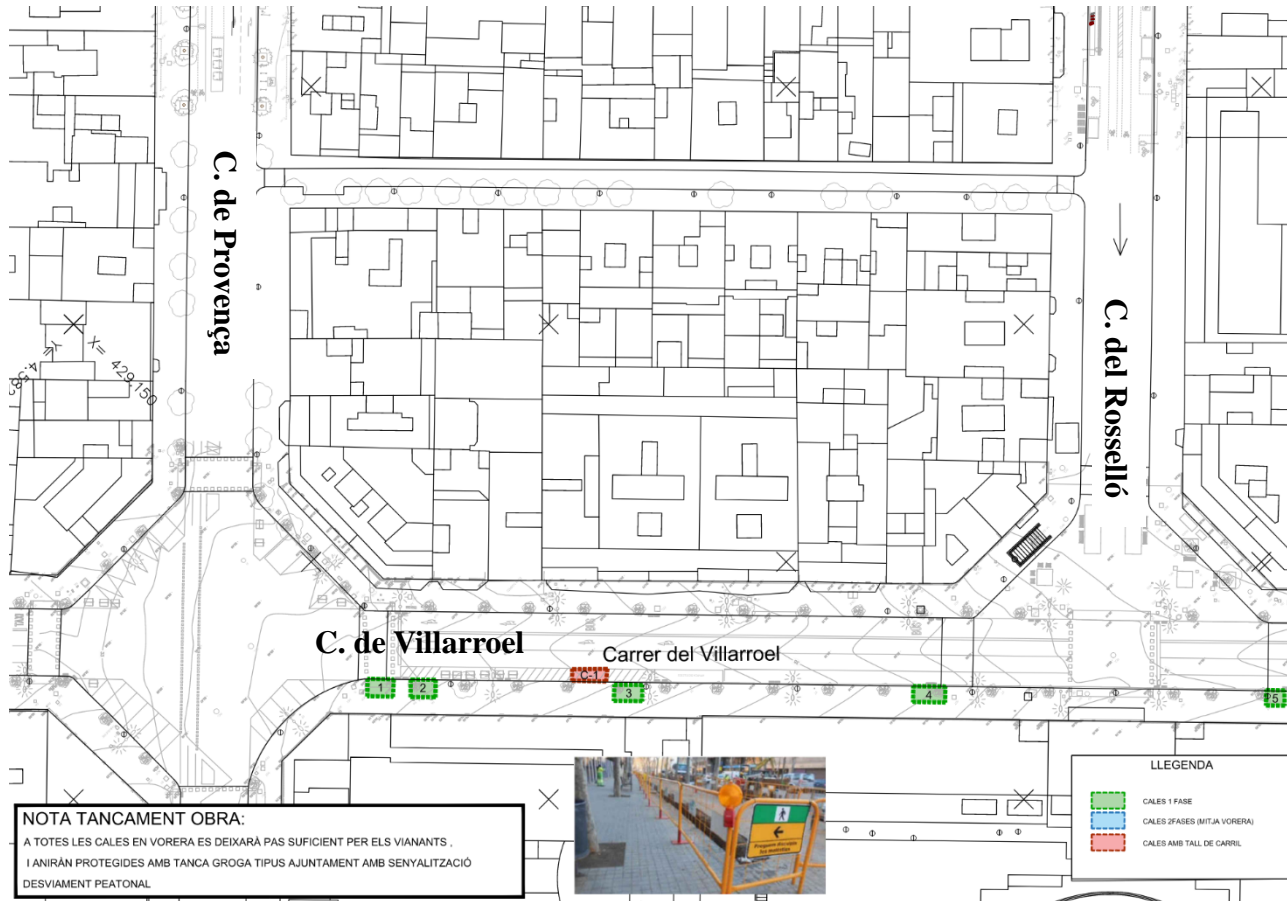 C. de Provença
C. del Rosselló
X= 429.150
C. de Villarroel
Carrer del Villarroel
C-1
1
2
3
4
5
NOTA TANCAMENT OBRA:
A TOTES LES CALES EN VORERA ES DEIXARÀ PAS SUFICIENT PER ELS VIANANTS .
I ANIRÀN PROTEGIDES AMB TANCA GROGA TIPUS AJUNTAMENT AMB SENYALITZACIÓ
DESVIAMENT PEATONAL
LLEGENDA
CALES 1 FASE
CALES 2FASES (MITJA VORERA)
CALES AMB TALL DE CARRIL